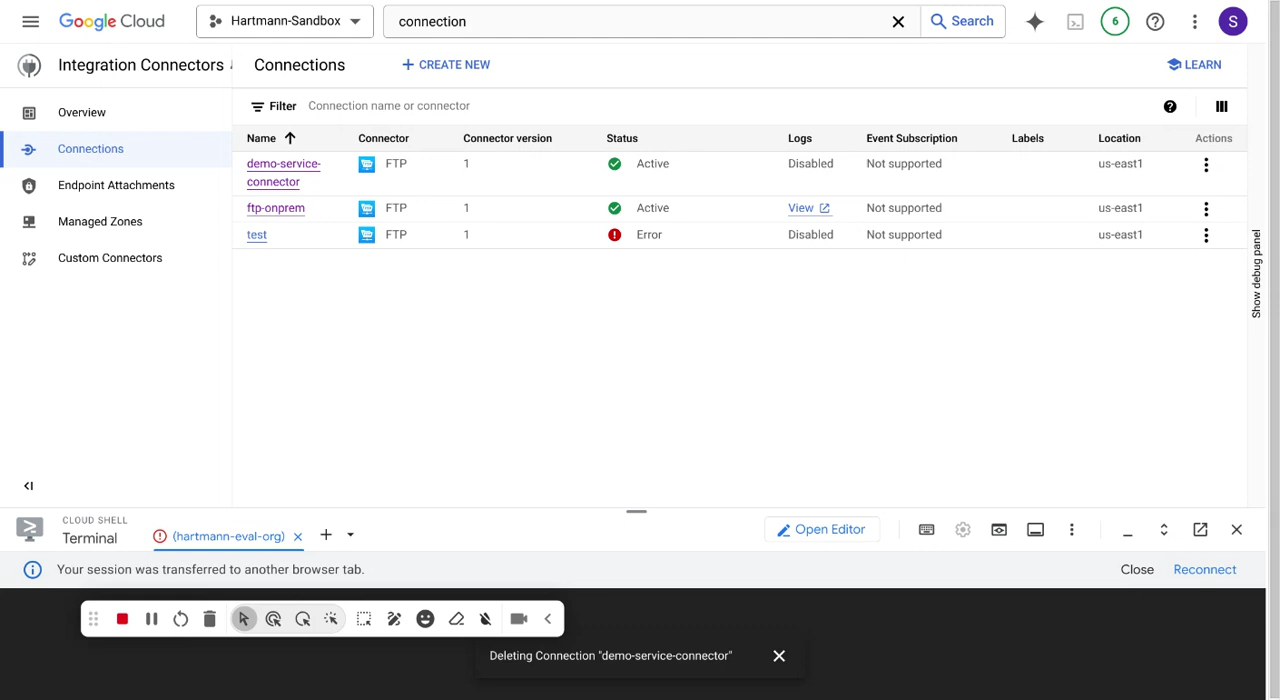 Google Cloud
Hartmann-Sandbox
connection
Search
6
S
Integration Connectors
Connections
CREATE NEW
LEARN
Overview
Connections
Endpoint Attachments
Managed Zones
Custom Connectors
Filter Connection name or connector
Name Connector Connector version Status Logs Event Subscription Labels Location Actions
demo-service-connector FTP 1 Active Disabled Not supported us-east1
ftp-onprem FTP 1 Active View Not supported us-east1
test FTP 1 Error Disabled Not supported us-east1
Show debug panel
CLOUD SHELL
Terminal
(hartmann-eval-org)
Open Editor
Your session was transferred to another browser tab.
Close
Reconnect
Deleting Connection "demo-service-connector"